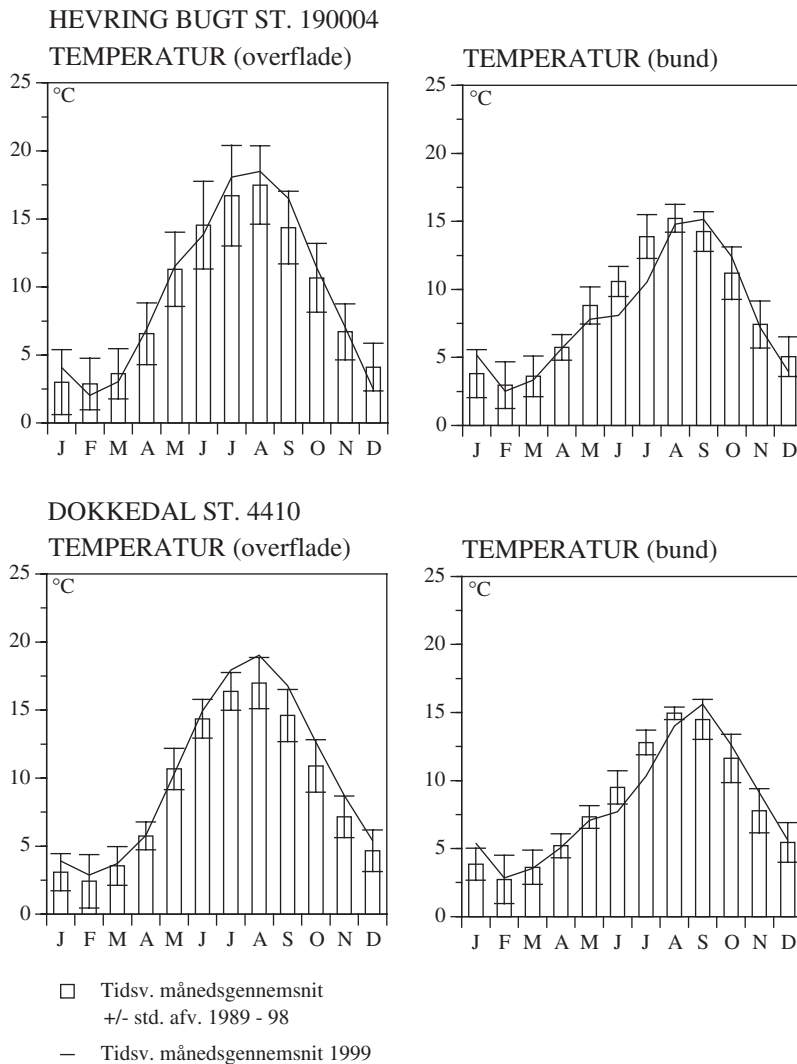 HEVRING BUGT ST. 190004
TEMPERATUR (overflade)
25
°C
20
15
10
5
0
J F M A M J J A S O N D
TEMPERATUR (bund)
25
°C
20
15
10
5
0
J F M A M J J A S O N D
DOKKEDAL ST. 4410
TEMPERATUR (overflade)
25
°C
20
15
10
5
0
J F M A M J J A S O N D
TEMPERATUR (bund)
25
°C
20
15
10
5
0
J F M A M J J A S O N D
Tidsv. månedsgennemsnit
+/- std. afv. 1989 - 98
Tidsv. månedsgennemsnit 1999